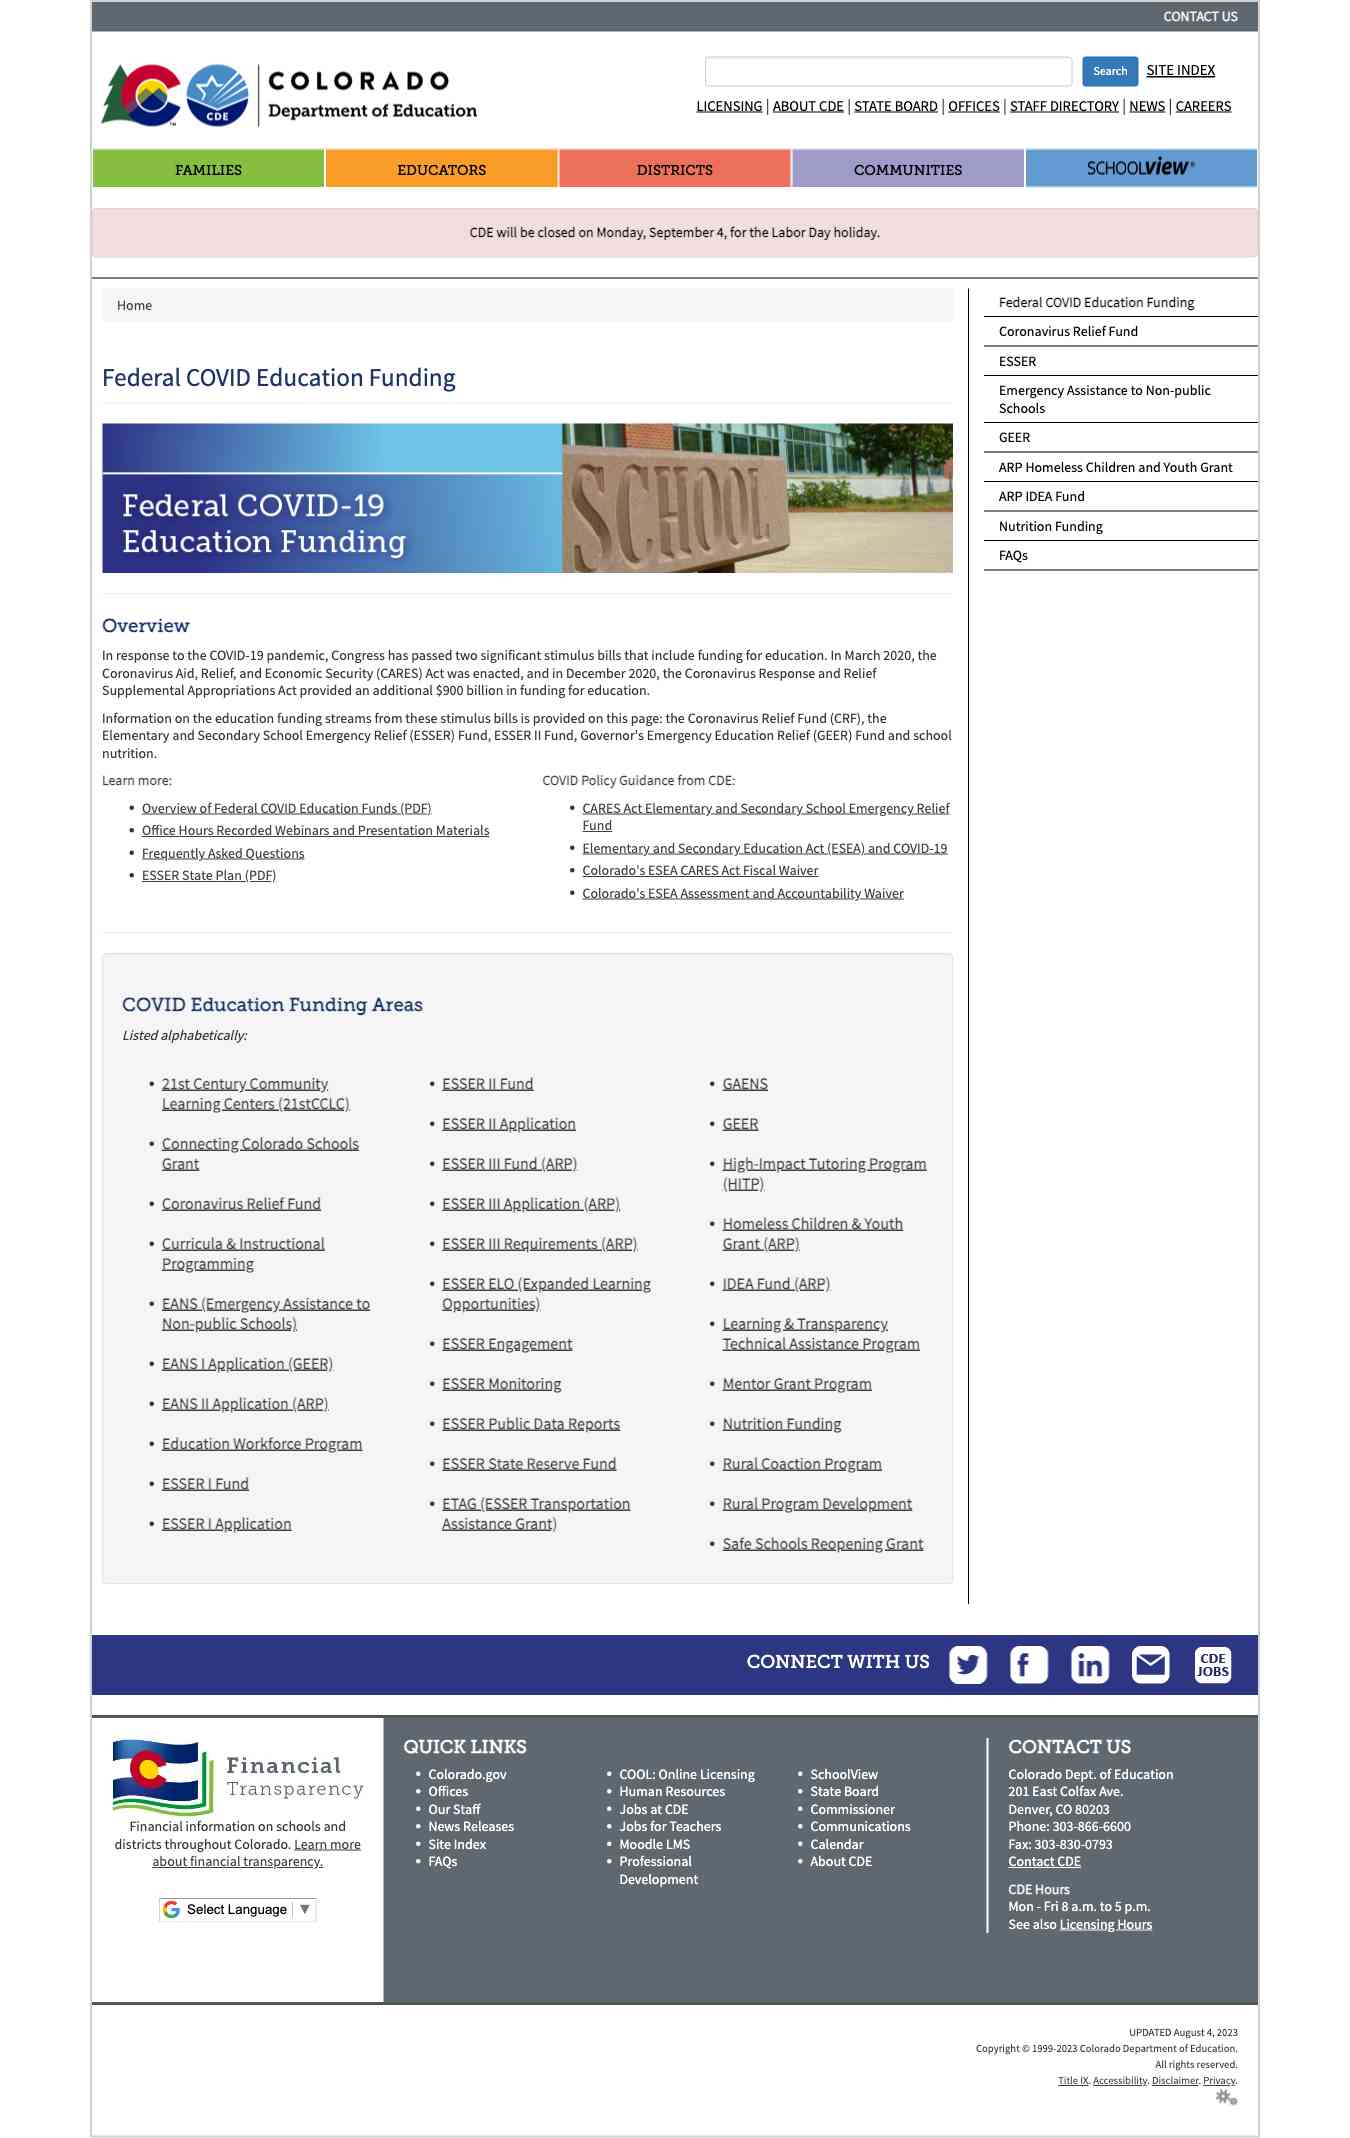 CONTACT US
COLORADO
Department of Education
CDE
TM
Search
SITE INDEX
LICENSING | ABOUT CDE | STATE BOARD | OFFICES | STAFF DIRECTORY | NEWS | CAREERS
FAMILIES
EDUCATORS
DISTRICTS
COMMUNITIES
SCHOOLVIEW®
CDE will be closed on Monday, September 4, for the Labor Day holiday.
Home
Federal COVID Education Funding
Federal COVID-19
Education Funding
SCHOOL
Overview
In response to the COVID-19 pandemic, Congress has passed two significant stimulus bills that include funding for education. In March 2020, the
Coronavirus Aid, Relief, and Economic Security (CARES) Act was enacted, and in December 2020, the Coronavirus Response and Relief
Supplemental Appropriations Act provided an additional $900 billion in funding for education.
Information on the education funding streams from these stimulus bills is provided on this page: the Coronavirus Relief Fund (CRF), the
Elementary and Secondary School Emergency Relief (ESSER) Fund, ESSER II Fund, Governor's Emergency Education Relief (GEER) Fund and school
nutrition.
Learn more:
• Overview of Federal COVID Education Funds (PDF)
• Office Hours Recorded Webinars and Presentation Materials
• Frequently Asked Questions
• ESSER State Plan (PDF)
COVID Policy Guidance from CDE:
• CARES Act Elementary and Secondary School Emergency Relief
Fund
• Elementary and Secondary Education Act (ESEA) and COVID-19
• Colorado's ESEA CARES Act Fiscal Waiver
• Colorado's ESEA Assessment and Accountability Waiver
COVID Education Funding Areas
Listed alphabetically:
• 21st Century Community
Learning Centers (21stCCLC)
• Connecting Colorado Schools
Grant
• Coronavirus Relief Fund
• Curricula & Instructional
Programming
• EANS (Emergency Assistance to
Non-public Schools)
• EANS I Application (GEER)
• EANS II Application (ARP)
• Education Workforce Program
• ESSER I Fund
• ESSER I Application
• ESSER II Fund
• ESSER II Application
• ESSER III Fund (ARP)
• ESSER III Application (ARP)
• ESSER III Requirements (ARP)
• ESSER ELO (Expanded Learning
Opportunities)
• ESSER Engagement
• ESSER Monitoring
• ESSER Public Data Reports
• ESSER State Reserve Fund
• ETAG (ESSER Transportation
Assistance Grant)
• GAENS
• GEER
• High-Impact Tutoring Program
(HITP)
• Homeless Children & Youth
Grant (ARP)
• IDEA Fund (ARP)
• Learning & Transparency
Technical Assistance Program
• Mentor Grant Program
• Nutrition Funding
• Rural Coaction Program
• Rural Program Development
• Safe Schools Reopening Grant
Federal COVID Education Funding
Coronavirus Relief Fund
ESSER
Emergency Assistance to Non-public
Schools
GEER
ARP Homeless Children and Youth Grant
ARP IDEA Fund
Nutrition Funding
FAQs
CONNECT WITH US
CDE
JOBS
Financial
Transparency
Financial information on schools and
districts throughout Colorado. Learn more
about financial transparency.
Select Language ▼
QUICK LINKS
• Colorado.gov
• Offices
• Our Staff
• News Releases
• Site Index
• FAQs
• COOL: Online Licensing
• Human Resources
• Jobs at CDE
• Jobs for Teachers
• Moodle LMS
• Professional
Development
• SchoolView
• State Board
• Commissioner
• Communications
• Calendar
• About CDE
CONTACT US
Colorado Dept. of Education
201 East Colfax Ave.
Denver, CO 80203
Phone: 303-866-6600
Fax: 303-830-0793
Contact CDE
CDE Hours
Mon - Fri 8 a.m. to 5 p.m.
See also Licensing Hours
UPDATED August 4, 2023
Copyright © 1999-2023 Colorado Department of Education.
All rights reserved.
Title IX. Accessibility. Disclaimer. Privacy.